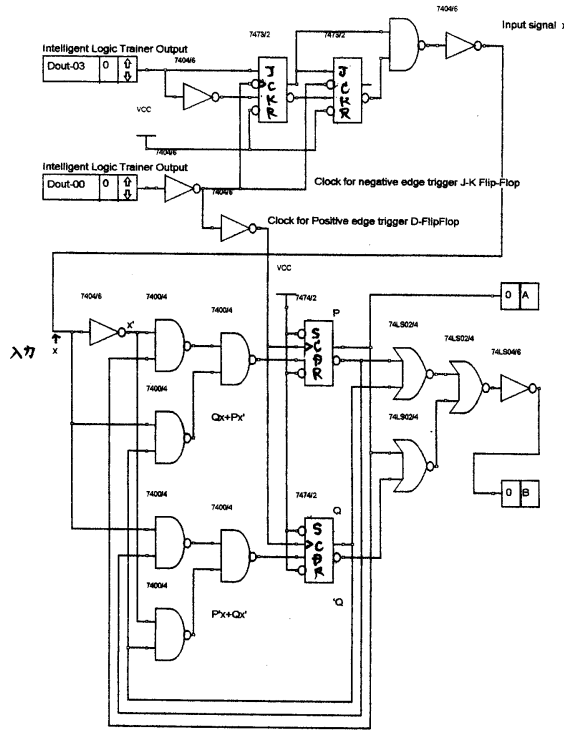 7404/6
Input signal x
Intelligent Logic Trainer Output
7473/2
7473/2
Dout-03 0
7404/6
J
C
K
R
J
C
K
R
VCC
7404/6
Intelligent Logic Trainer Output
Dout-00 0
Clock for negative edge trigger J-K Flip-Flop
7404/6
Clock for Positive edge trigger D-FlipFlop
VCC
7404/6
7400/4
7400/4
7474/2
P
0 A
入力
x
x'
S
C
D
R
74LS02/4
74LS02/4
74LS04/6
7400/4
Qx+Px'
74LS02/4
7400/4
7400/4
7474/2
Q
0 B
S
C
D
R
7400/4
P'x+Qx'
'Q